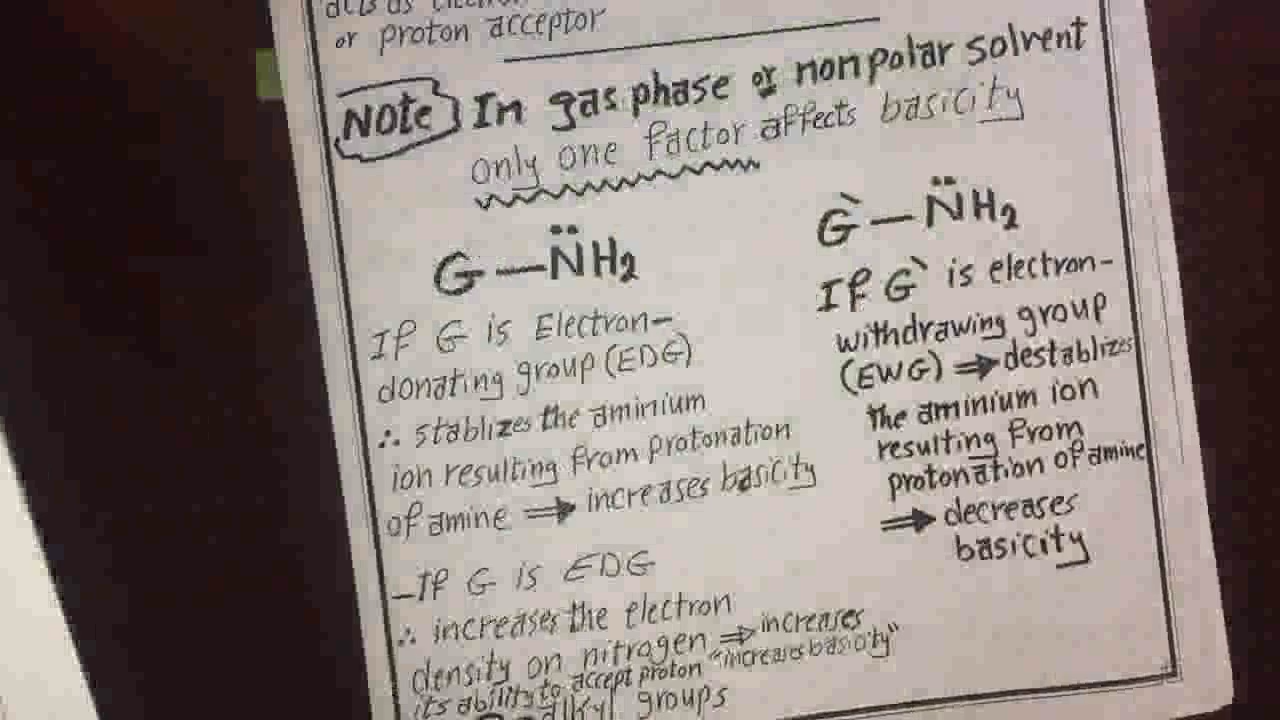 acts as
or proton acceptor
Note In gas phase or nonpolar solvent
only one factor affects basicity
G—N̈H₂
If G is Electron-
donating group (EDG)
∴ stablizes the aminium
ion resulting from protonation
of amine ⇒ increases basicity
-If G is EDG
∴ increases the electron
density on nitrogen ⇒ increases
its ability to accept proton "increases basicity"
alkyl groups
G`—N̈H₂
If G` is electron-
withdrawing group
(EWG) ⇒ destablizes
the aminium ion
resulting from
protonation of amine
⇒ decreases
basicity